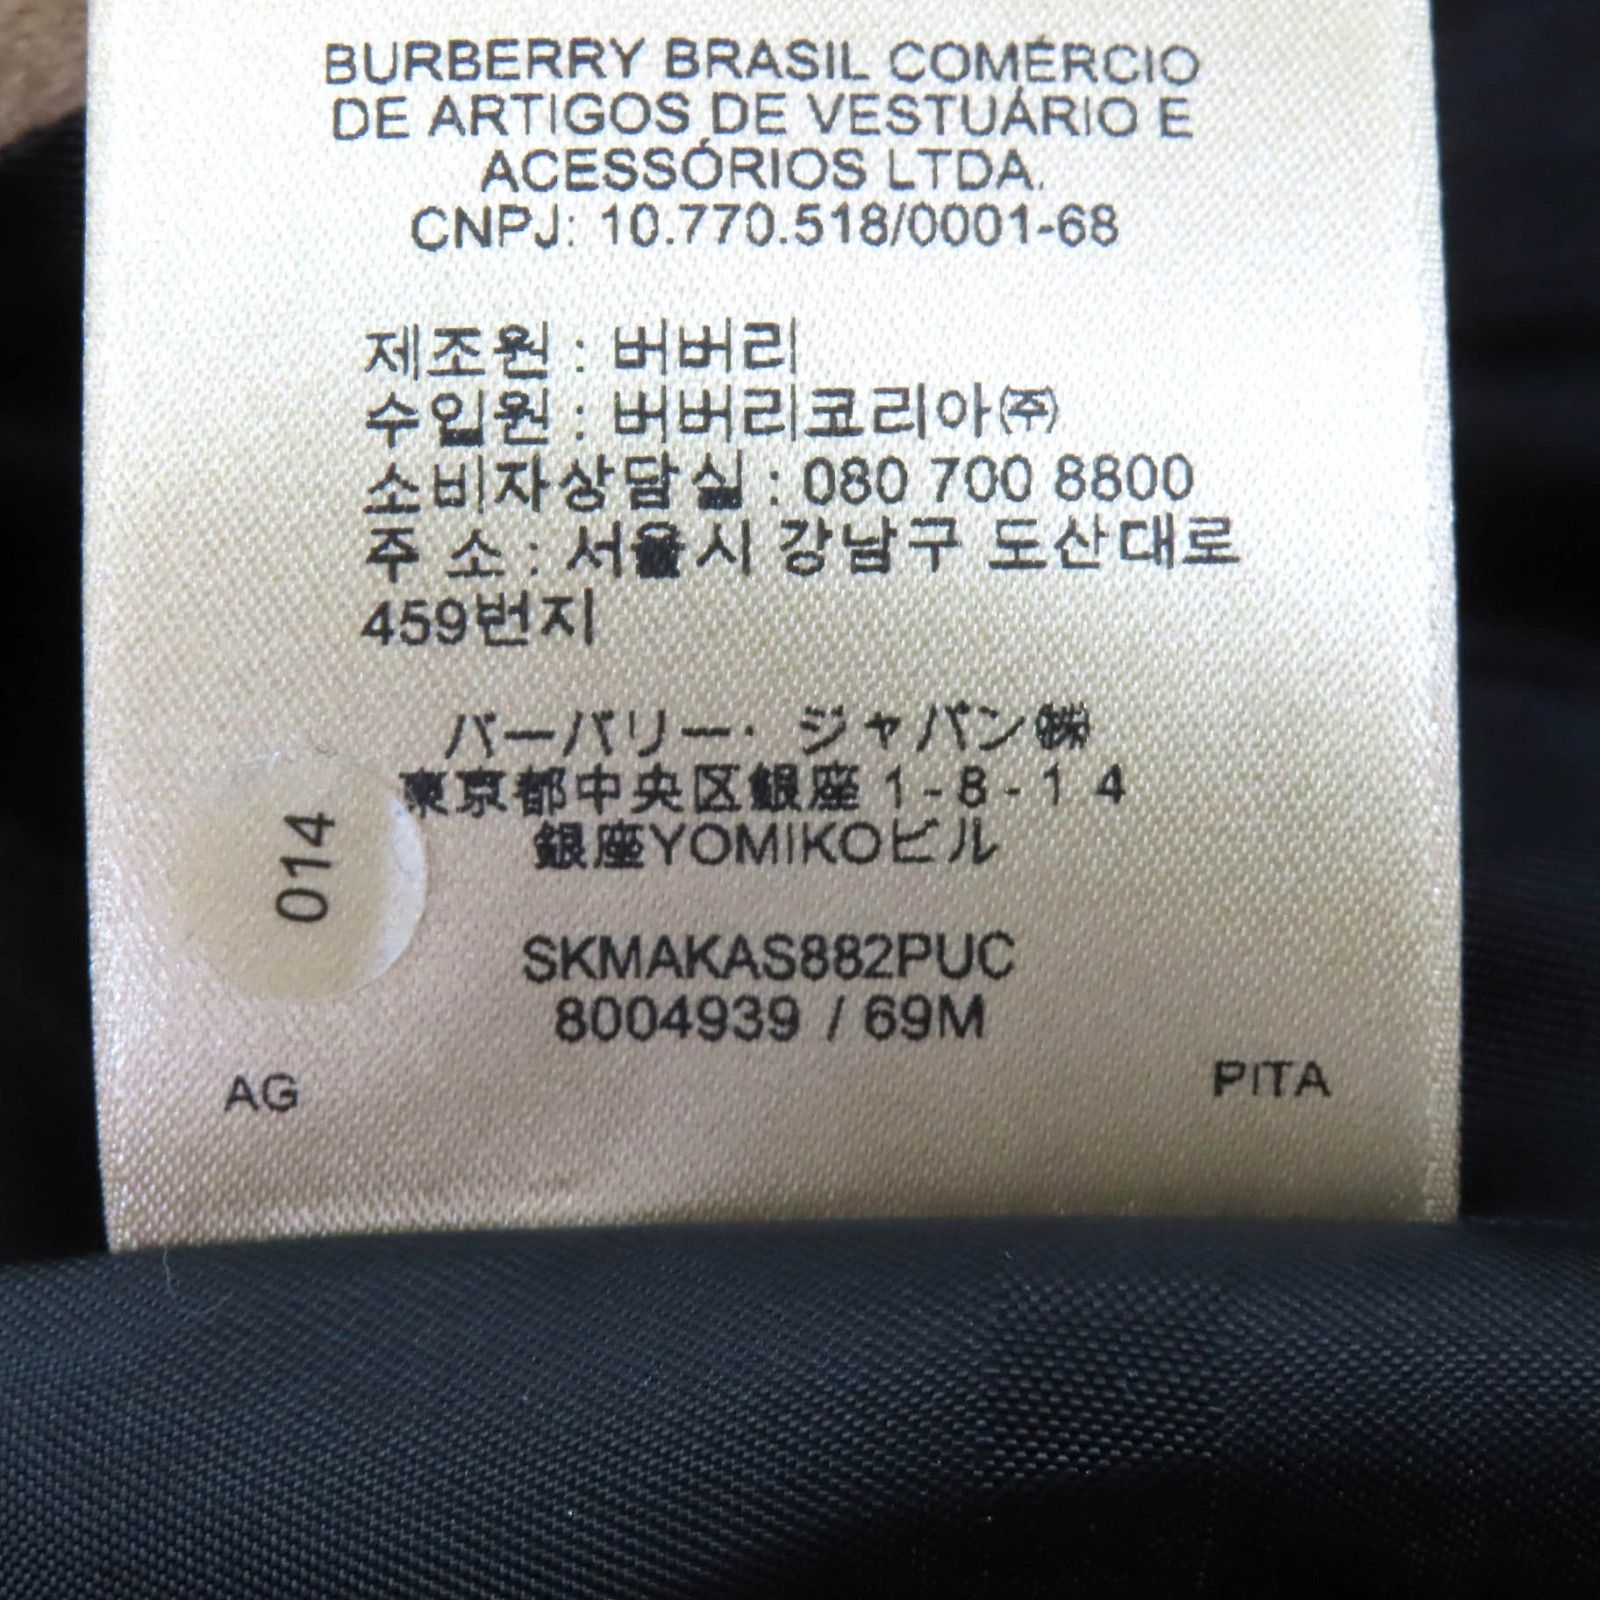 BURBERRY BRASIL COMÉRCIO
DE ARTIGOS DE VESTUÁRIO E
ACESSÓRIOS LTDA.
CNPJ: 10.770.518/0001-68
제조원 : 버버리
수입원 : 버버리코리아㈜
소비자상담실 : 080 700 8800
주 소 : 서울시 강남구 도산대로
459번지
バーバリー・ ジャパン㈱
東京都中央区銀座 1 - 8 - 1 4
銀座YOMIKOビル
014
SKMAKAS882PUC
8004939 / 69M
AG PITA